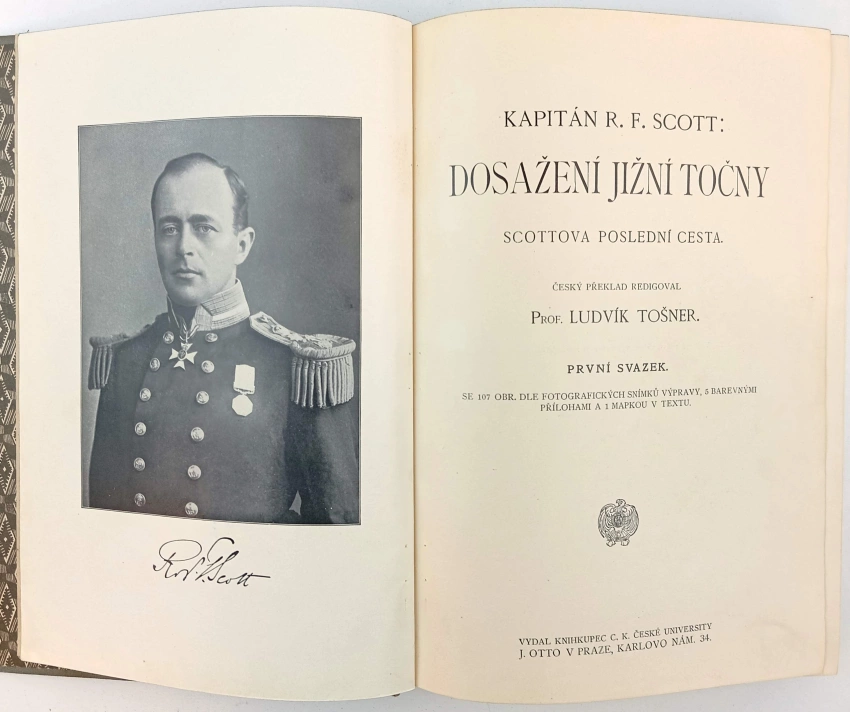 Robt. F. Scott
KAPITÁN R. F. SCOTT:
DOSAŽENÍ JIŽNÍ TOČNY
SCOTTOVA POSLEDNÍ CESTA.
ČESKÝ PŘEKLAD REDIGOVAL
PROF. LUDVÍK TOŠNER.
PRVNÍ SVAZEK.
SE 107 OBR. DLE FOTOGRAFICKÝCH SNÍMKŮ VÝPRAVY, 5 BAREVNÝMI
PŘÍLOHAMI A 1 MAPKOU V TEXTU.
VYDAL KNIHKUPEC C. K. ČESKÉ UNIVERSITY
J. OTTO V PRAZE, KARLOVO NÁM. 34.